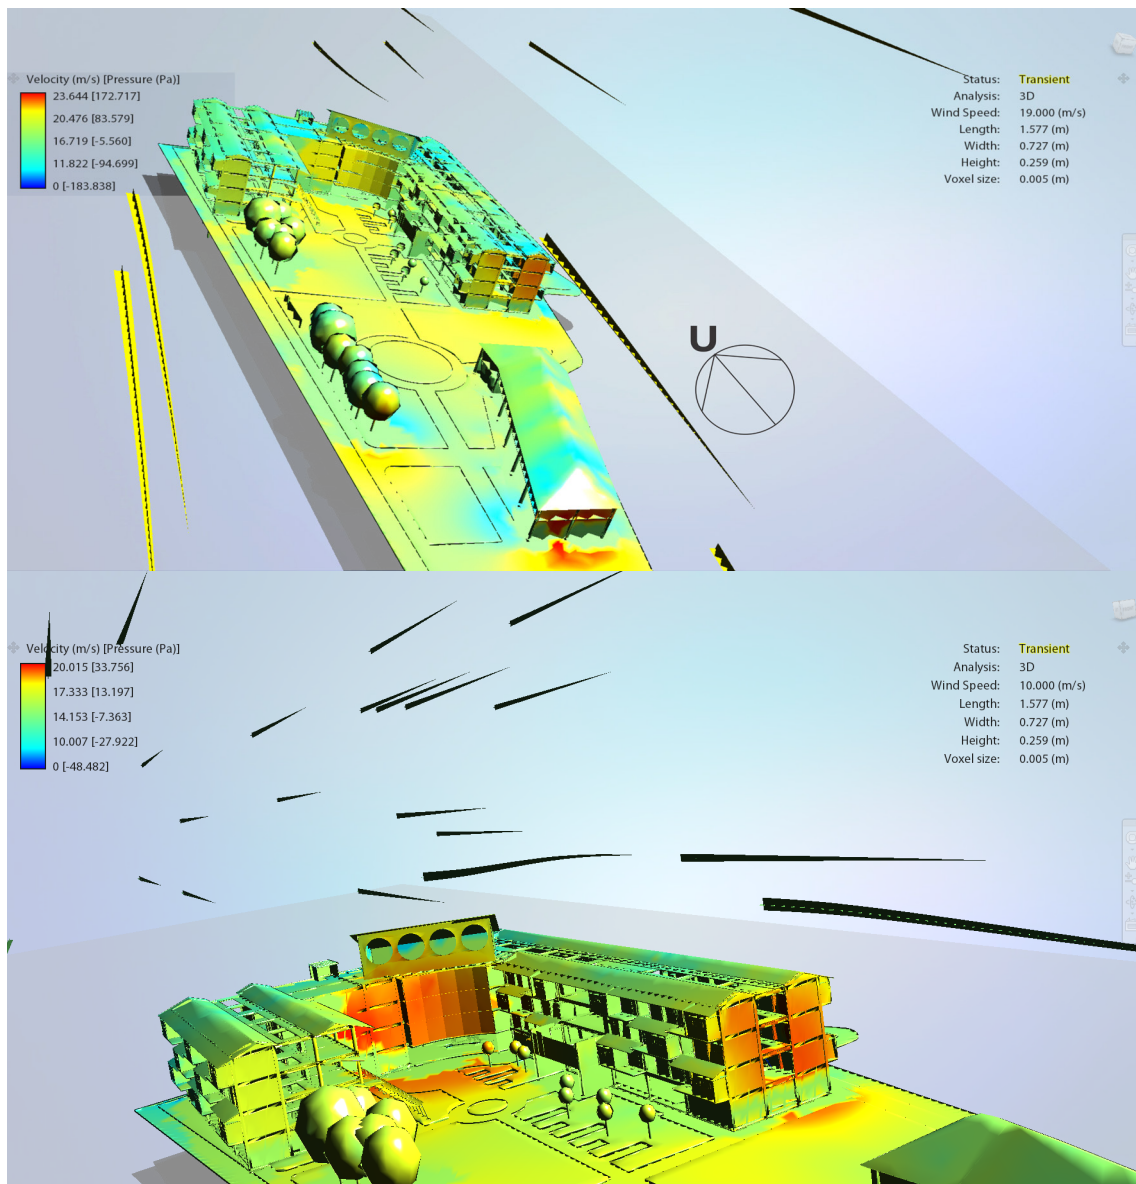 Velocity (m/s) [Pressure (Pa)]
23.644 [172.717]
20.476 [83.579]
16.719 [-5.560]
11.822 [-94.699]
0 [-183.838]
Status: Transient
Analysis: 3D
Wind Speed: 19.000 (m/s)
Length: 1.577 (m)
Width: 0.727 (m)
Height: 0.259 (m)
Voxel size: 0.005 (m)
U
Velocity (m/s) [Pressure (Pa)]
20.015 [33.756]
17.333 [13.197]
14.153 [-7.363]
10.007 [-27.922]
0 [-48.482]
Status: Transient
Analysis: 3D
Wind Speed: 10.000 (m/s)
Length: 1.577 (m)
Width: 0.727 (m)
Height: 0.259 (m)
Voxel size: 0.005 (m)